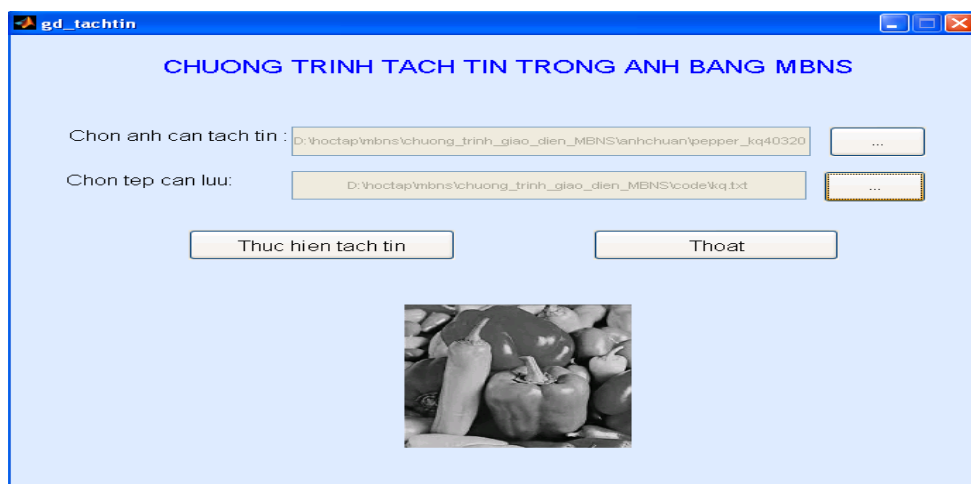 gd_tachtin
CHUONG TRINH TACH TIN TRONG ANH BANG MBNS
Chon anh can tach tin : D:\hoctap\mbns\chuong_trinh_giao_dien_MBNS\anhchuan\pepper_kq40320 ...
Chon tep can luu: D:\hoctap\mbns\chuong_trinh_giao_dien_MBNS\code\kq.txt ...
Thuc hien tach tin Thoat